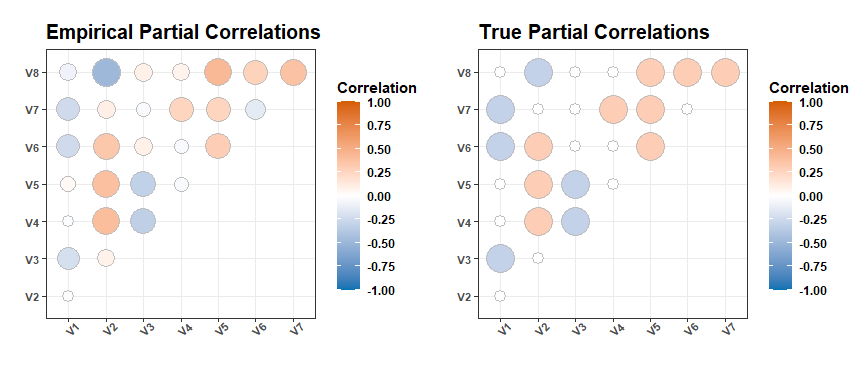 Empirical Partial Correlations
V8
V7
V6
V5
V4
V3
V2
V1
V2
V3
V4
V5
V6
V7
Correlation
1.00
0.75
0.50
0.25
0.00
-0.25
-0.50
-0.75
-1.00
True Partial Correlations
V8
V7
V6
V5
V4
V3
V2
V1
V2
V3
V4
V5
V6
V7
Correlation
1.00
0.75
0.50
0.25
0.00
-0.25
-0.50
-0.75
-1.00